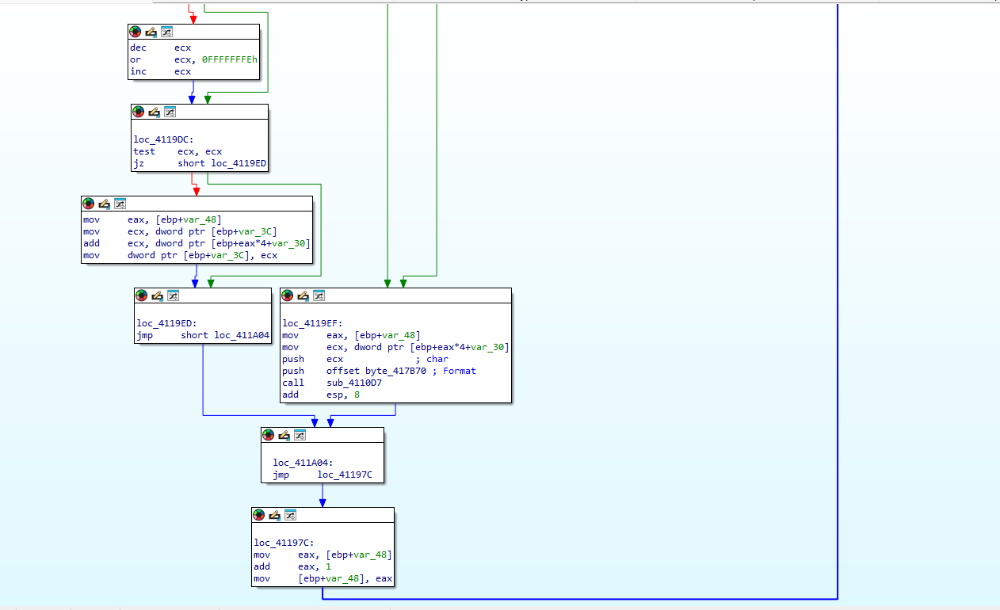 dec ecx
or ecx, 0FFFFFFFEh
inc ecx
loc_4119DC:
test ecx, ecx
jz short loc_4119ED
mov eax, [ebp+var_48]
mov ecx, dword ptr [ebp+var_3C]
add ecx, dword ptr [ebp+eax*4+var_30]
mov dword ptr [ebp+var_3C], ecx
loc_4119ED:
jmp short loc_411A04
loc_4119EF:
mov eax, [ebp+var_48]
mov ecx, dword ptr [ebp+eax*4+var_30]
push ecx ; char
push offset byte_417B70 ; Format
call sub_4110D7
add esp, 8
loc_411A04:
jmp loc_41197C
loc_41197C:
mov eax, [ebp+var_48]
add eax, 1
mov [ebp+var_48], eax